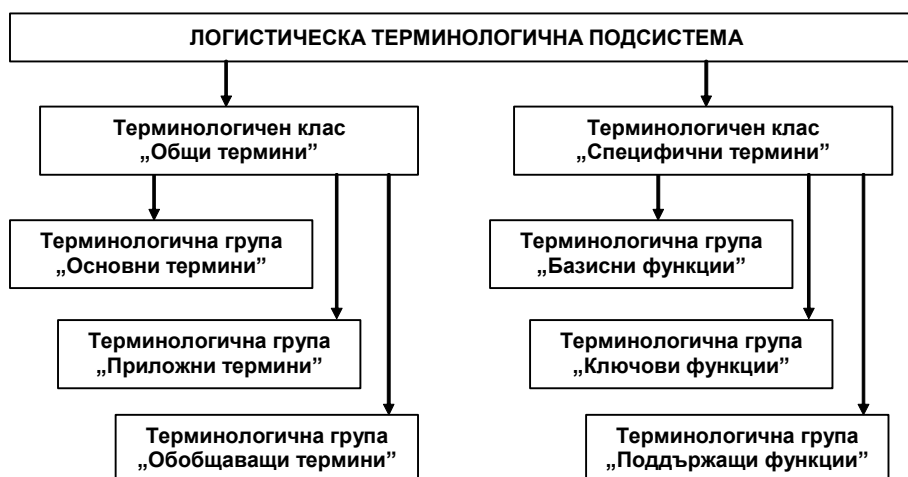 ЛОГИСТИЧЕСКА ТЕРМИНОЛОГИЧНА ПОДСИСТЕМА
Терминологичен клас
„Общи термини”
Терминологичен клас
„Специфични термини”
Терминологична група
„Основни термини”
Терминологична група
„Базисни функции”
Терминологична група
„Приложни термини”
Терминологична група
„Ключови функции”
Терминологична група
„Обобщаващи термини”
Терминологична група
„Поддържащи функции”